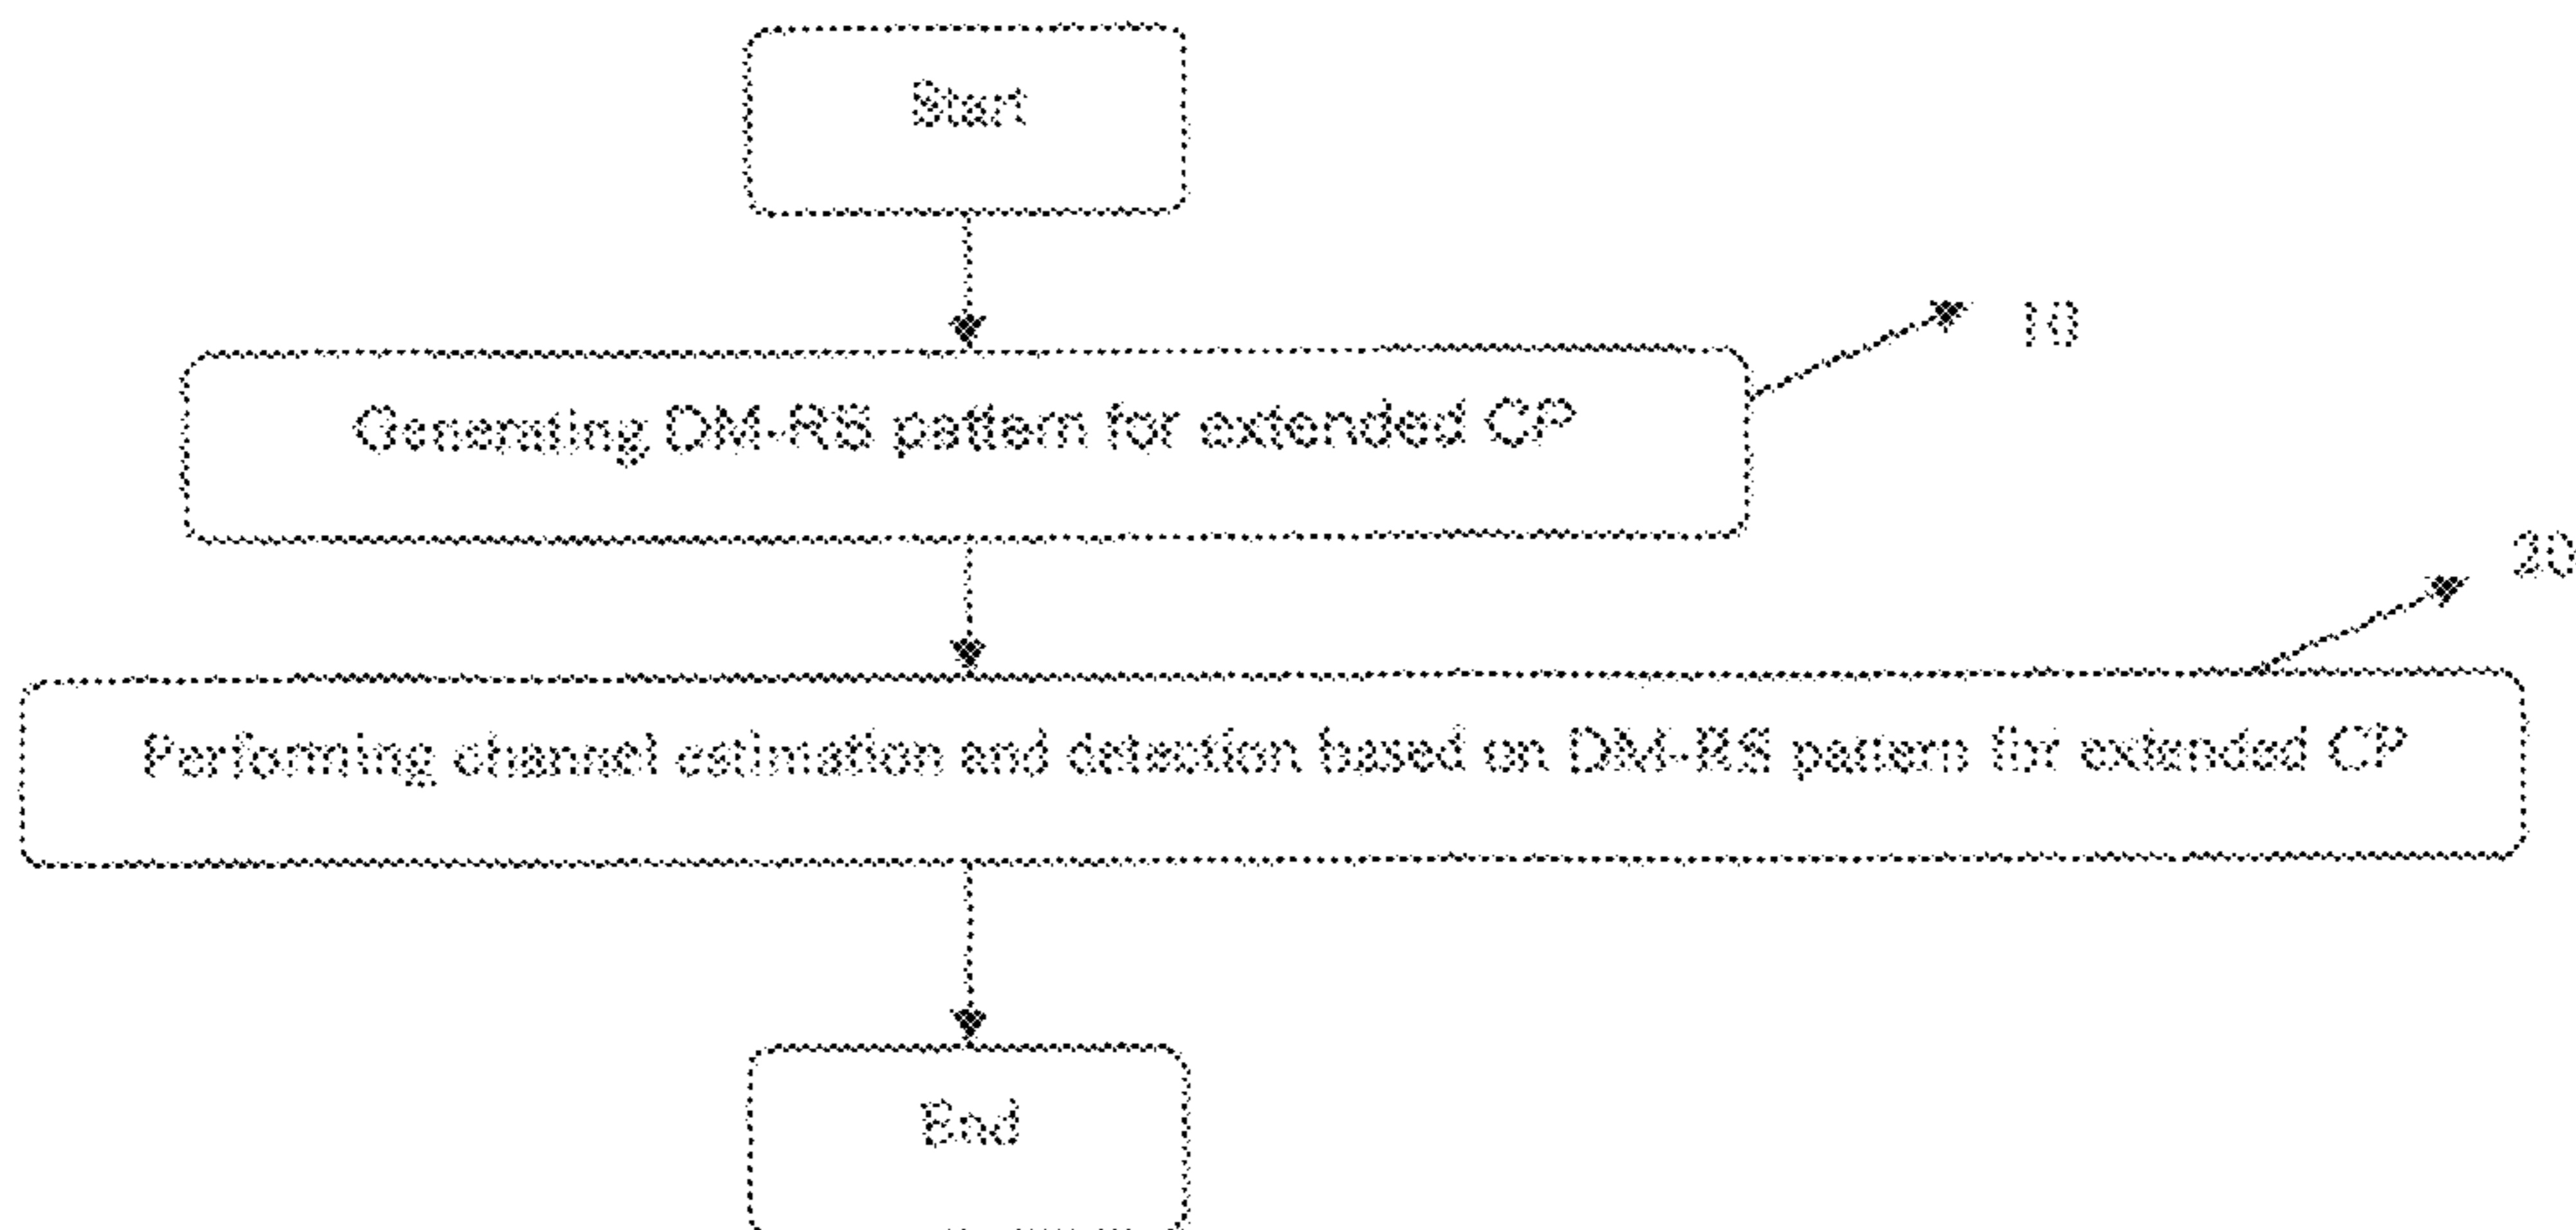 Start
10
Generating DM-RS pattern for extended CP
20
Performing channel estimation and detection based on DM-RS pattern for extended CP
End